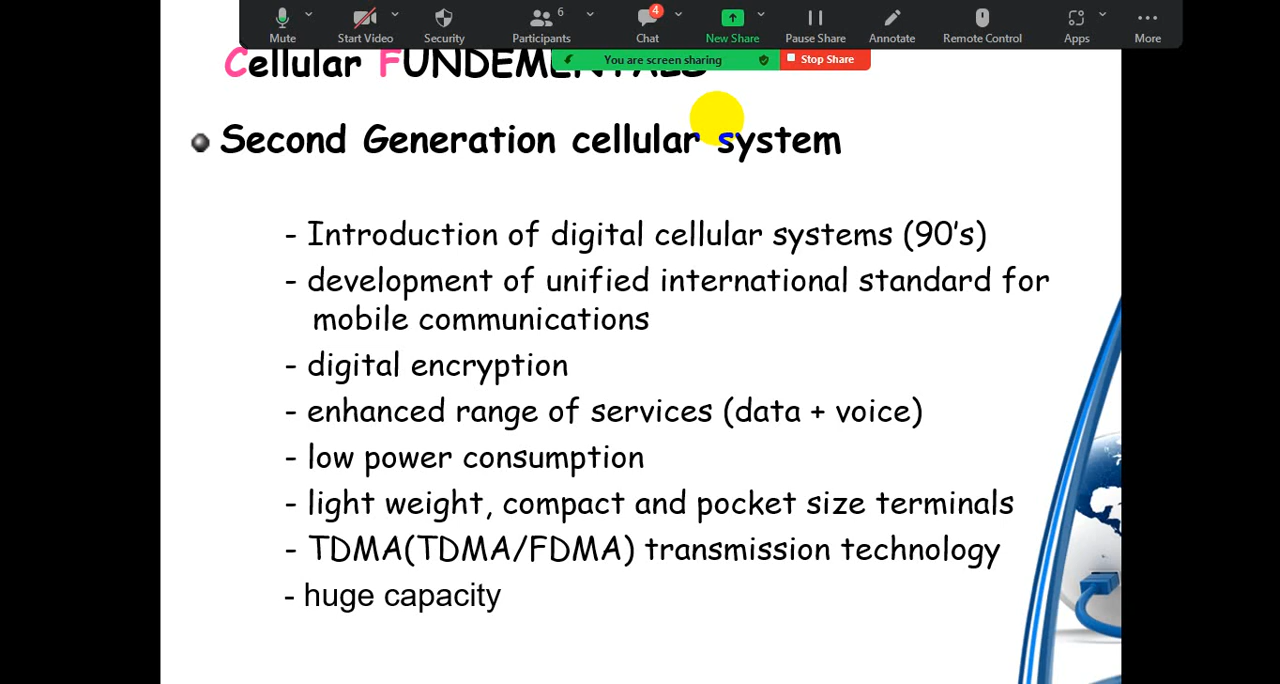 Mute
Start Video
Security
Participants
6
Chat
4
New Share
Pause Share
Annotate
Remote Control
Apps
More
You are screen sharing
Stop Share
Cellular FUNDEMENTALS
Second Generation cellular system
- Introduction of digital cellular systems (90's)
- development of unified international standard for
mobile communications
- digital encryption
- enhanced range of services (data + voice)
- low power consumption
- light weight, compact and pocket size terminals
- TDMA(TDMA/FDMA) transmission technology
- huge capacity